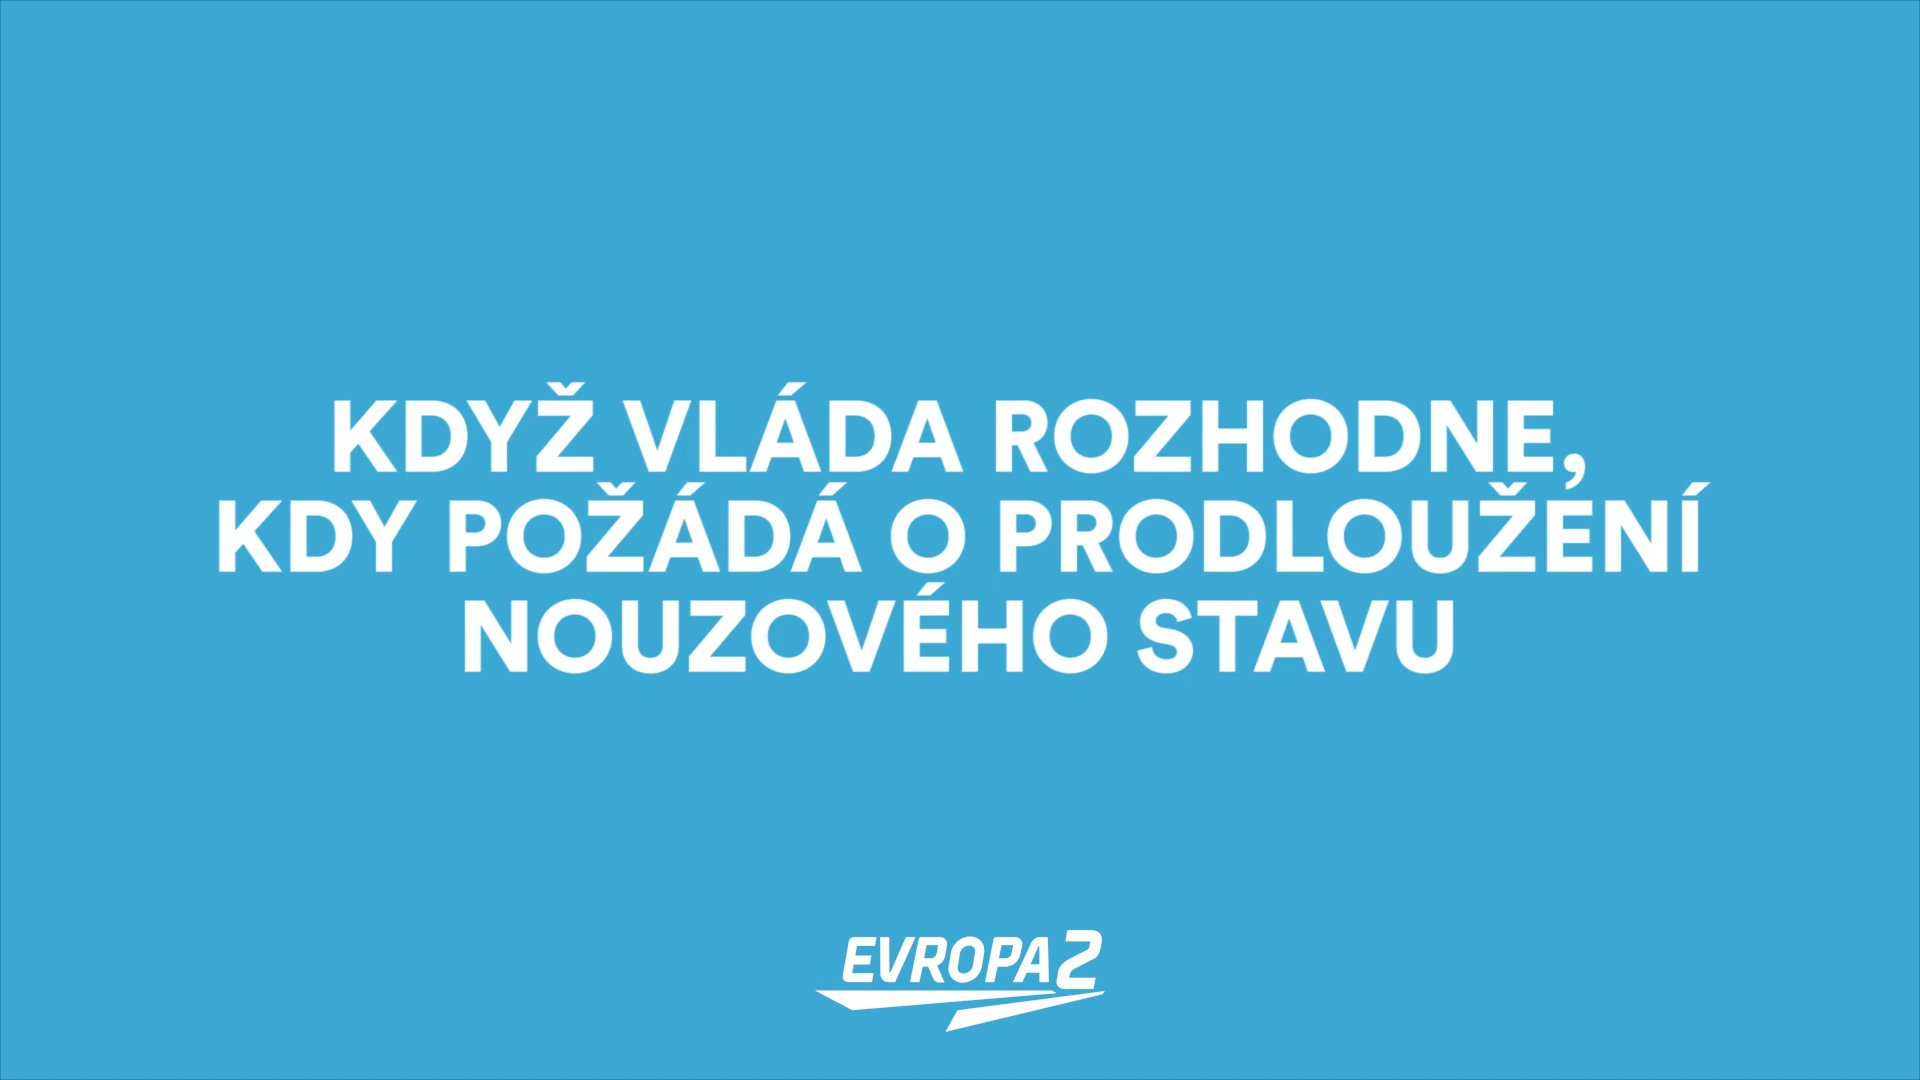 KDYŽ VLÁDA ROZHODNE,
KDY POŽÁDÁ O PRODLOUŽENÍ
NOUZOVÉHO STAVU
EVROPA 2